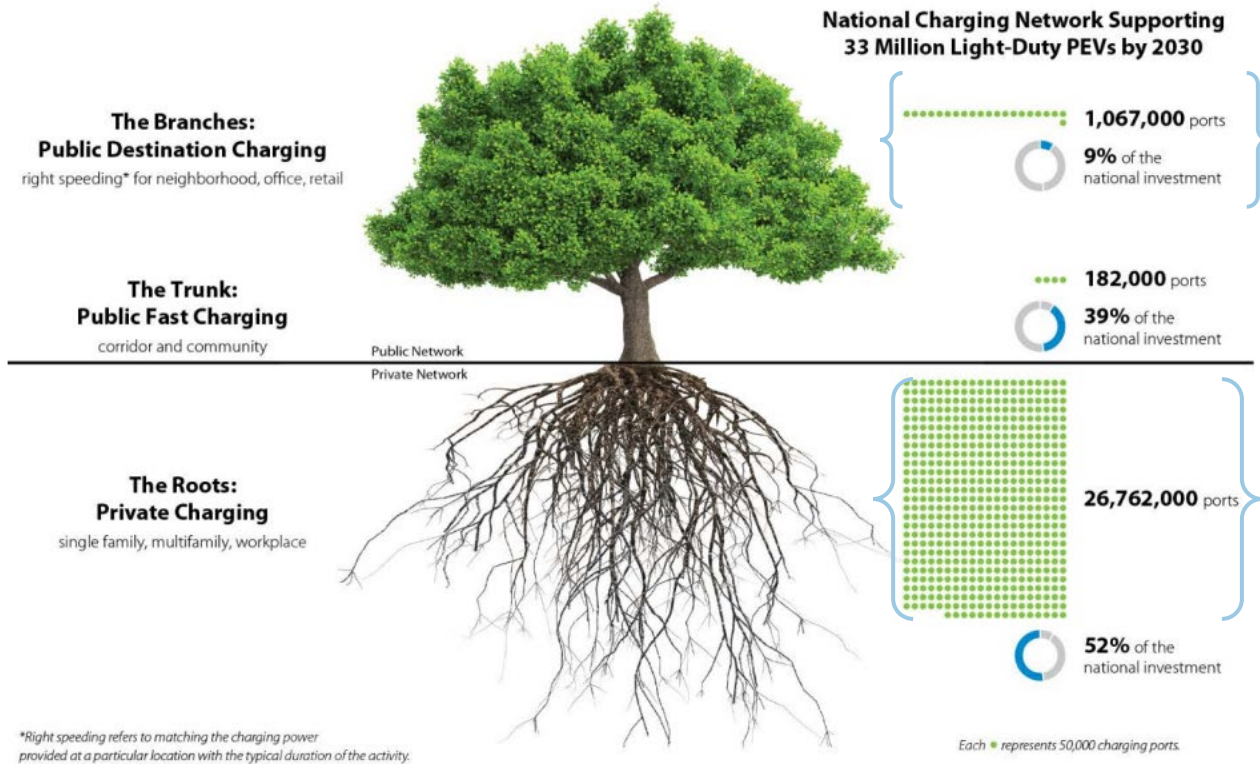 National Charging Network Supporting
33 Million Light-Duty PEVs by 2030
The Branches:
Public Destination Charging
right speeding* for neighborhood, office, retail
1,067,000 ports
9% of the
national investment
The Trunk:
Public Fast Charging
corridor and community
182,000 ports
39% of the
national investment
Public Network
Private Network
The Roots:
Private Charging
single family, multifamily, workplace
26,762,000 ports
52% of the
national investment
*Right speeding refers to matching the charging power
provided at a particular location with the typical duration of the activity.
Each • represents 50,000 charging ports.